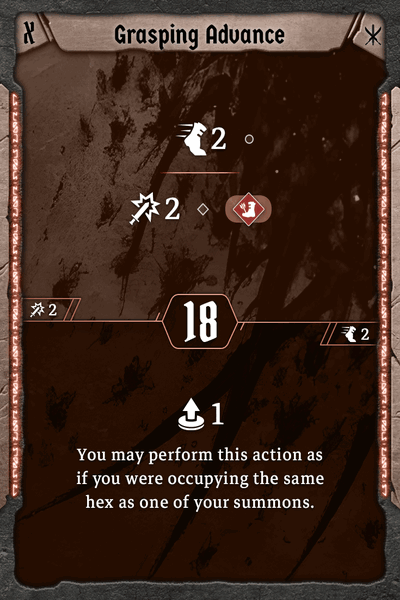 Grasping Advance
2
2
2
18
2
1
You may perform this action as
if you were occupying the same
hex as one of your summons.